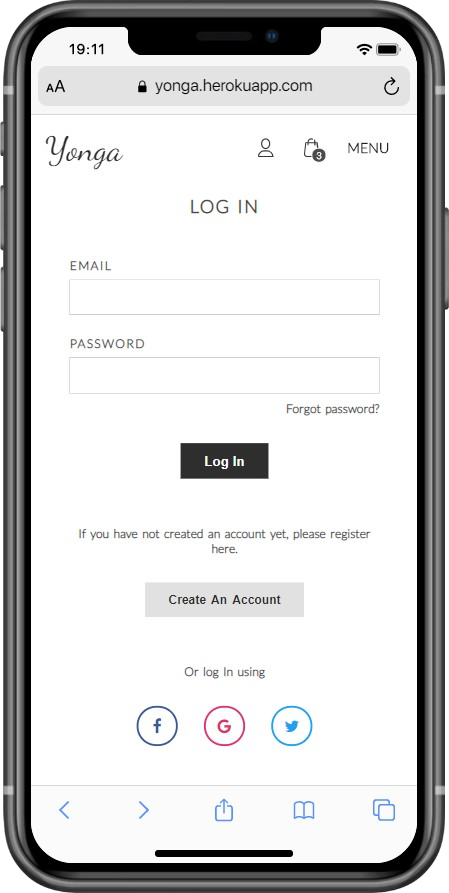 19:11
AA yonga.herokuapp.com
Yonga 3 MENU
LOG IN
EMAIL
PASSWORD
Forgot password?
Log In
If you have not created an account yet, please register
here.
Create An Account
Or log In using
f G